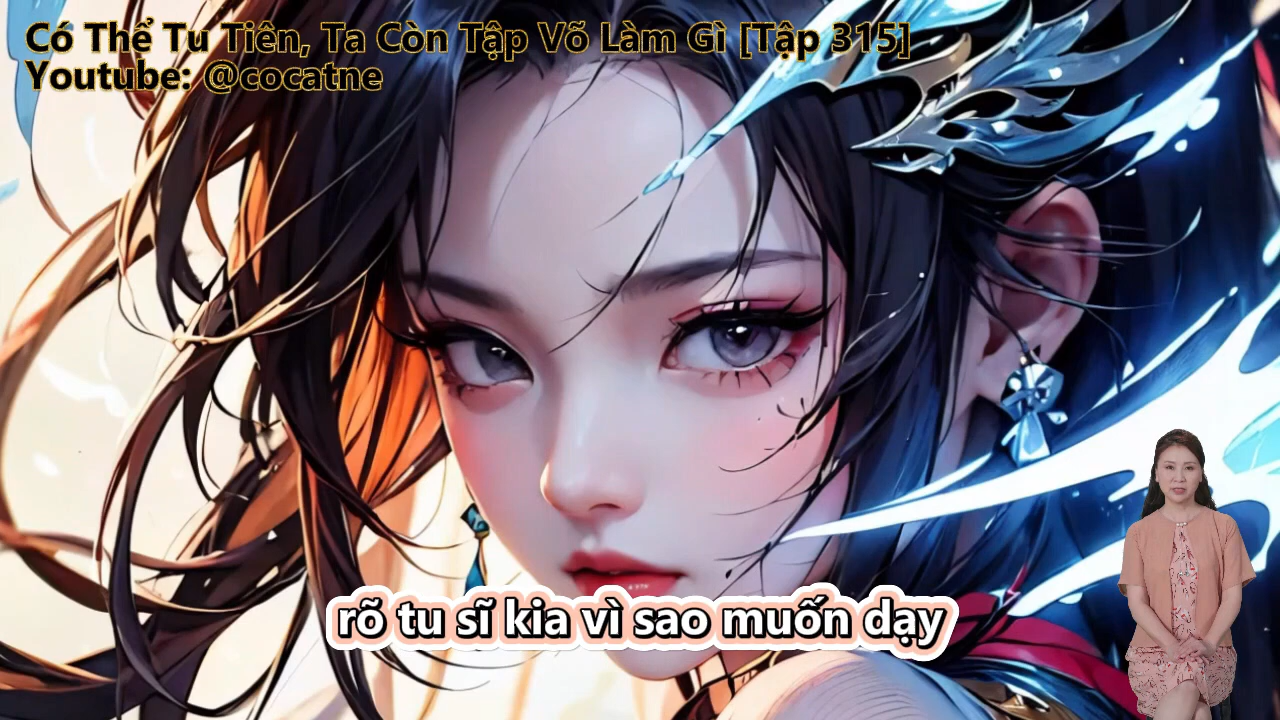 Có Thể Tu Tiên, Ta Còn Tập Võ Làm Gì [Tập 315]
Youtube: @cocatne
rõ tu sĩ kia vì sao muốn dạy